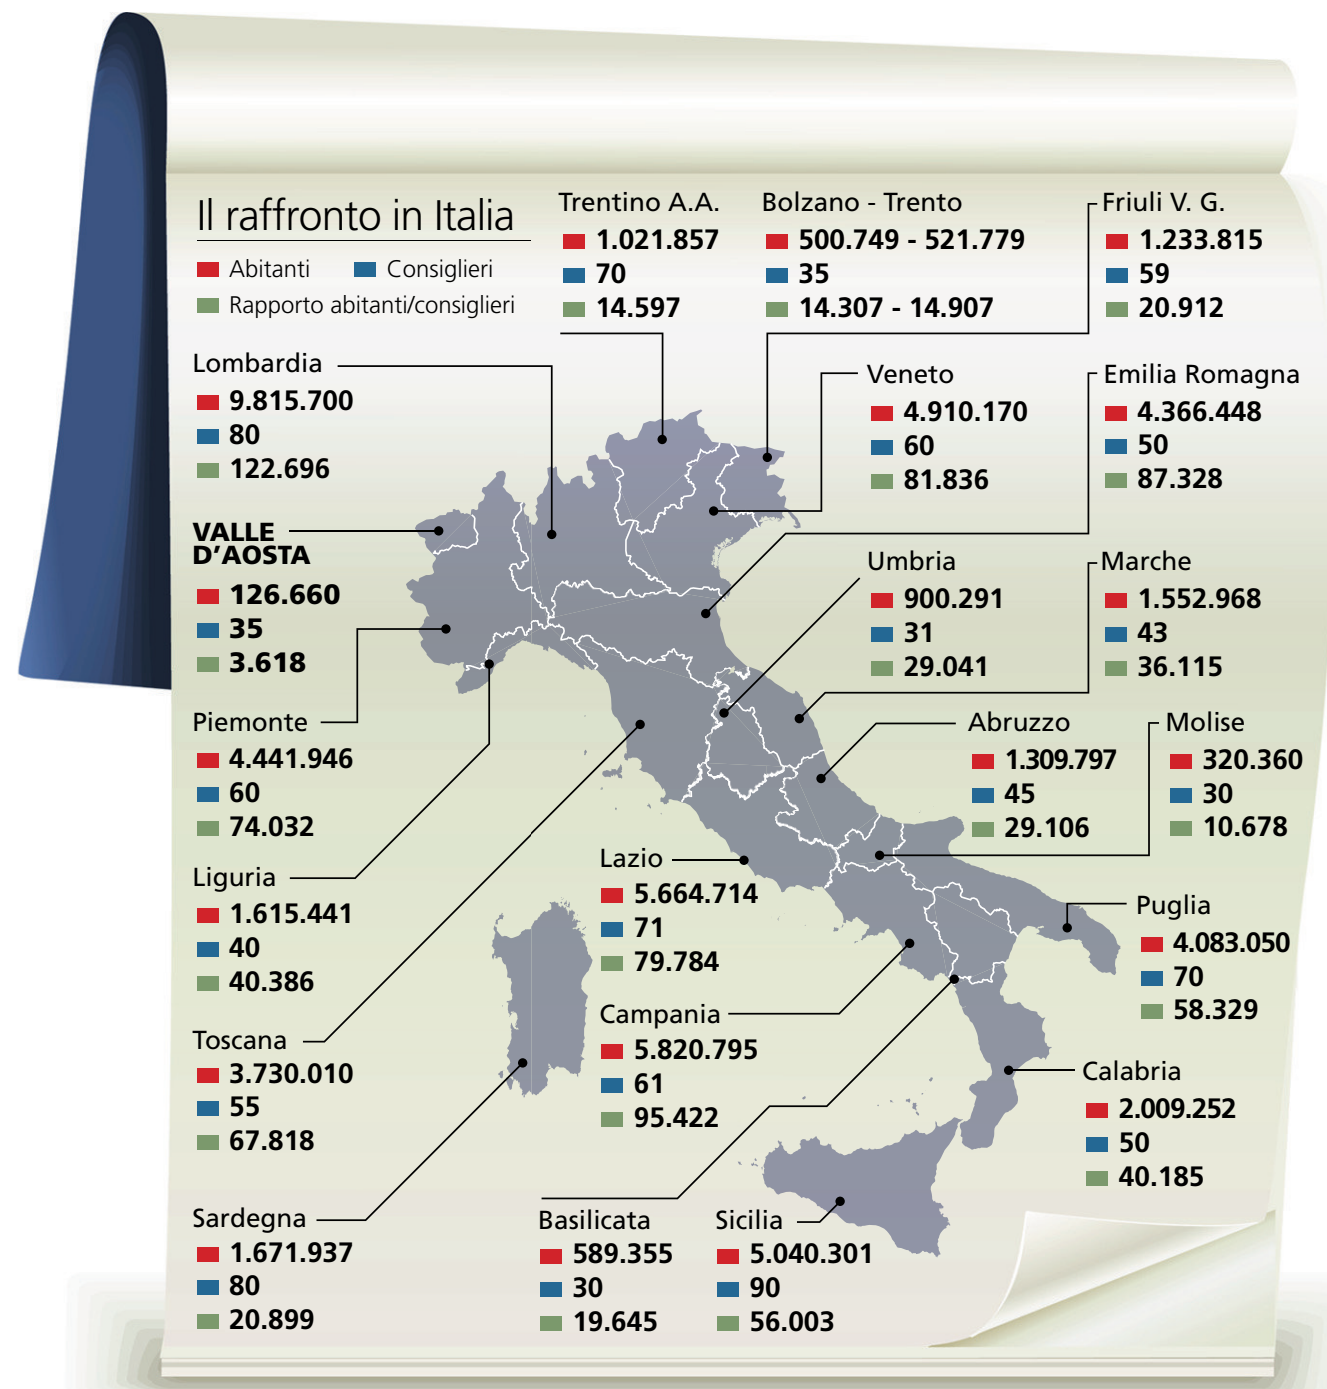 Il raffronto in Italia
Abitanti
Consiglieri
Rapporto abitanti/consiglieri
Trentino A.A.
1.021.857
70
14.597
Bolzano - Trento
500.749 - 521.779
35
14.307 - 14.907
Friuli V. G.
1.233.815
59
20.912
Lombardia
9.815.700
80
122.696
Veneto
4.910.170
60
81.836
Emilia Romagna
4.366.448
50
87.328
VALLE
D'AOSTA
126.660
35
3.618
Umbria
900.291
31
29.041
Marche
1.552.968
43
36.115
Piemonte
4.441.946
60
74.032
Abruzzo
1.309.797
45
29.106
Molise
320.360
30
10.678
Liguria
1.615.441
40
40.386
Lazio
5.664.714
71
79.784
Puglia
4.083.050
70
58.329
Toscana
3.730.010
55
67.818
Campania
5.820.795
61
95.422
Calabria
2.009.252
50
40.185
Sardegna
1.671.937
80
20.899
Basilicata
589.355
30
19.645
Sicilia
5.040.301
90
56.003